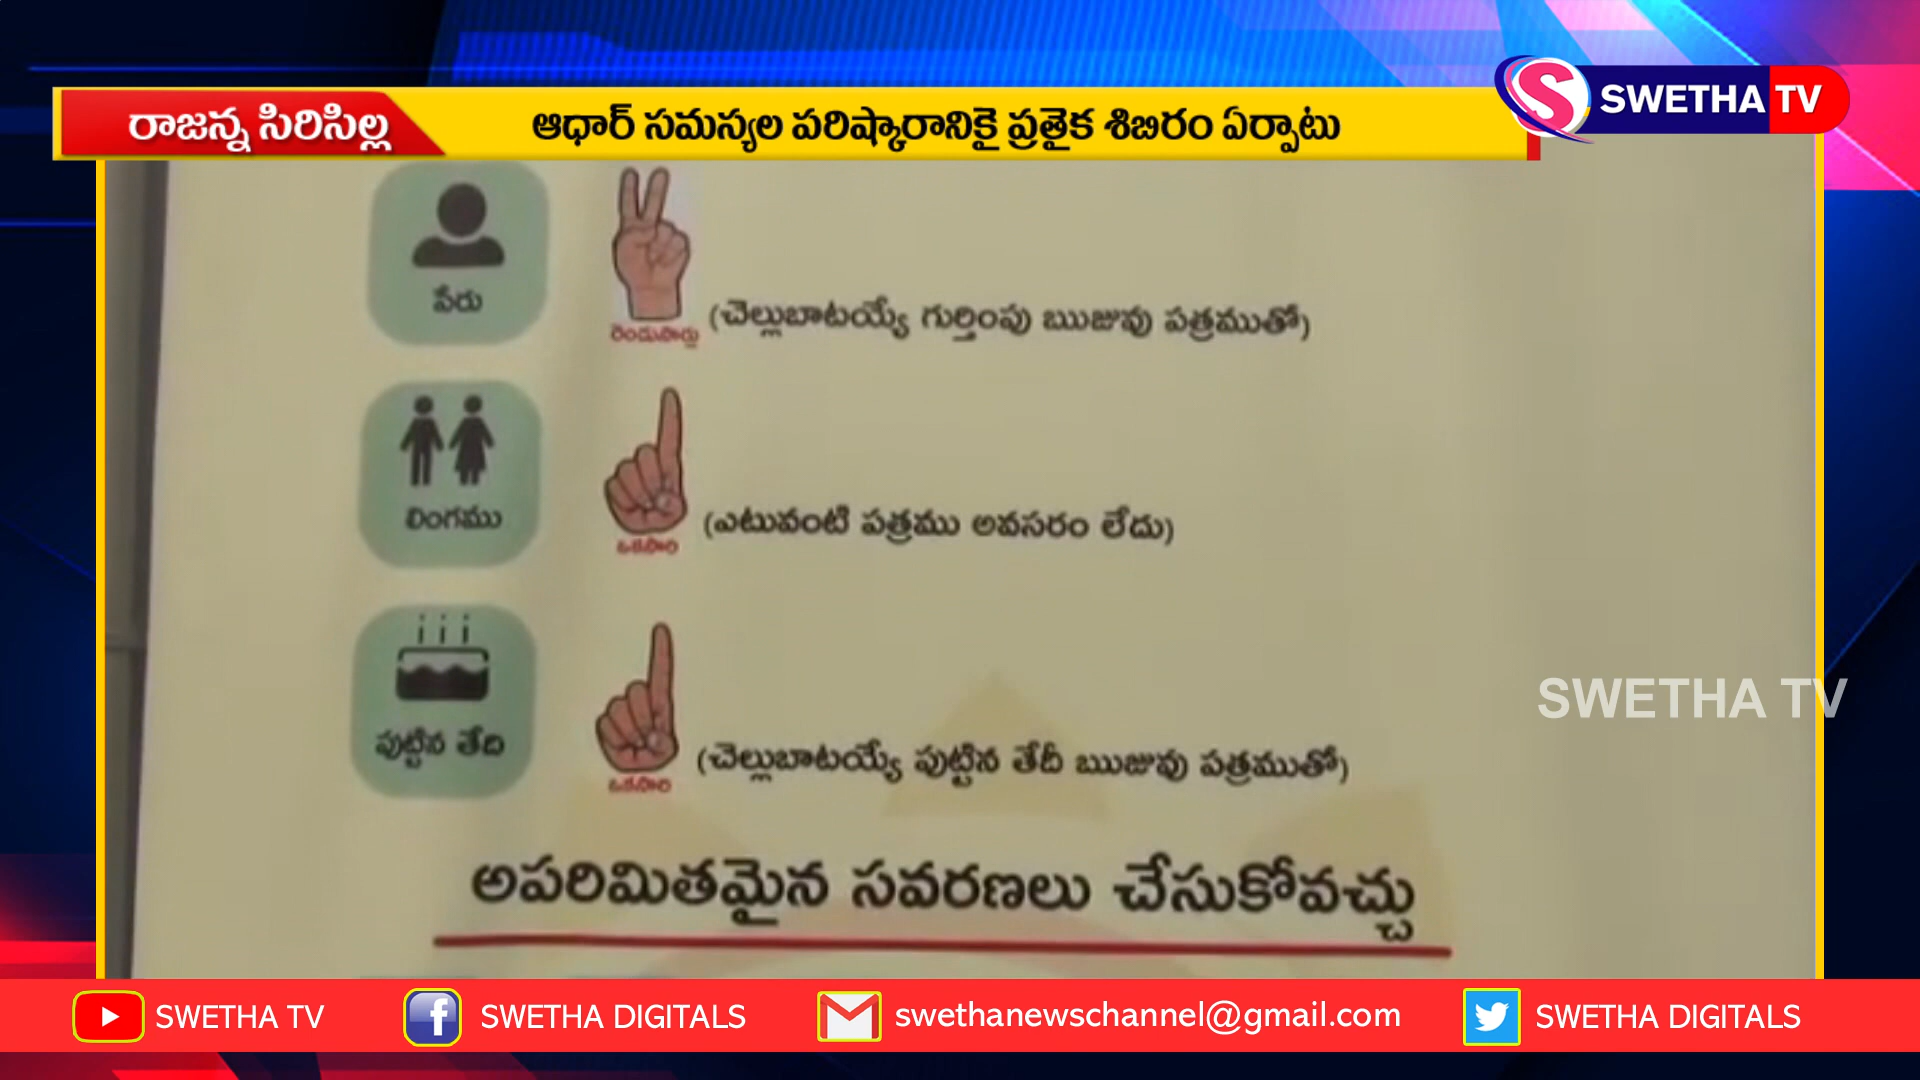 రాజన్న సిరిసిల్ల
ఆధార్ సమస్యల పరిష్కారానికై ప్రత్యేక శిబిరం ఏర్పాటు
SWETHA TV
పేరు
రెండుసార్లు
(చెల్లుబాటయ్యే గుర్తింపు ఋజువు పత్రముతో)
లింగము
ఒకసారి
(ఎటువంటి పత్రము అవసరం లేదు)
SWETHA TV
పుట్టిన తేది
ఒకసారి
(చెల్లుబాటయ్యే పుట్టిన తేదీ ఋజువు పత్రముతో)
అపరిమితమైన సవరణలు చేసుకోవచ్చు
SWETHA TV
SWETHA DIGITALS
swethanewschannel@gmail.com
SWETHA DIGITALS